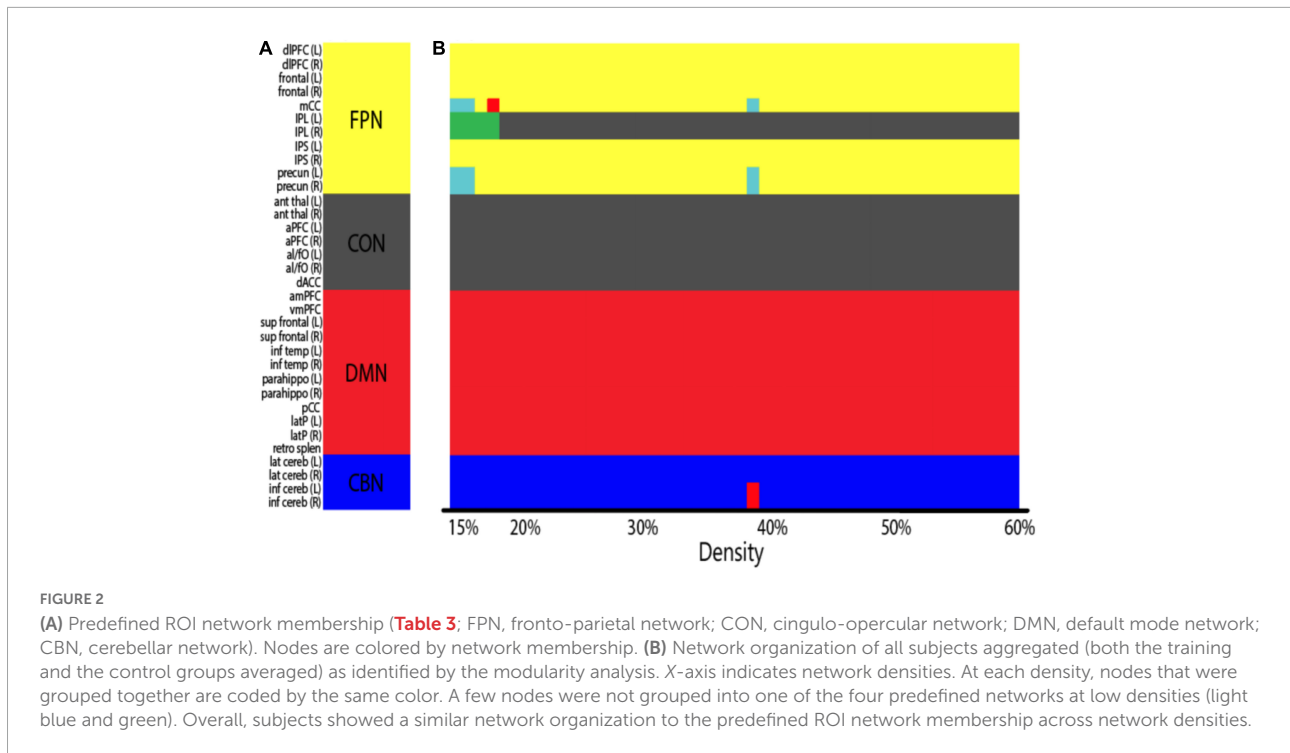 A
B
dlPFC (L)
dlPFC (R)
frontal (L)
frontal (R)
mCC
IPL (L)
IPL (R)
IPS (L)
IPS (R)
precun (L)
precun (R)
ant thal (L)
ant thal (R)
aPFC (L)
aPFC (R)
al/fO (L)
al/fO (R)
dACC
amPFC
vmPFC
sup frontal (L)
sup frontal (R)
inf temp (L)
inf temp (R)
parahippo (L)
parahippo (R)
pCC
latP (L)
latP (R)
retro splen
lat cereb (L)
lat cereb (R)
inf cereb (L)
inf cereb (R)
FPN
CON
DMN
CBN
15% 20% 30% 40% 50% 60%
Density
FIGURE 2
(A) Predefined ROI network membership (Table 3; FPN, fronto-parietal network; CON, cingulo-opercular network; DMN, default mode network;
CBN, cerebellar network). Nodes are colored by network membership. (B) Network organization of all subjects aggregated (both the training
and the control groups averaged) as identified by the modularity analysis. X-axis indicates network densities. At each density, nodes that were
grouped together are coded by the same color. A few nodes were not grouped into one of the four predefined networks at low densities (light
blue and green). Overall, subjects showed a similar network organization to the predefined ROI network membership across network densities.